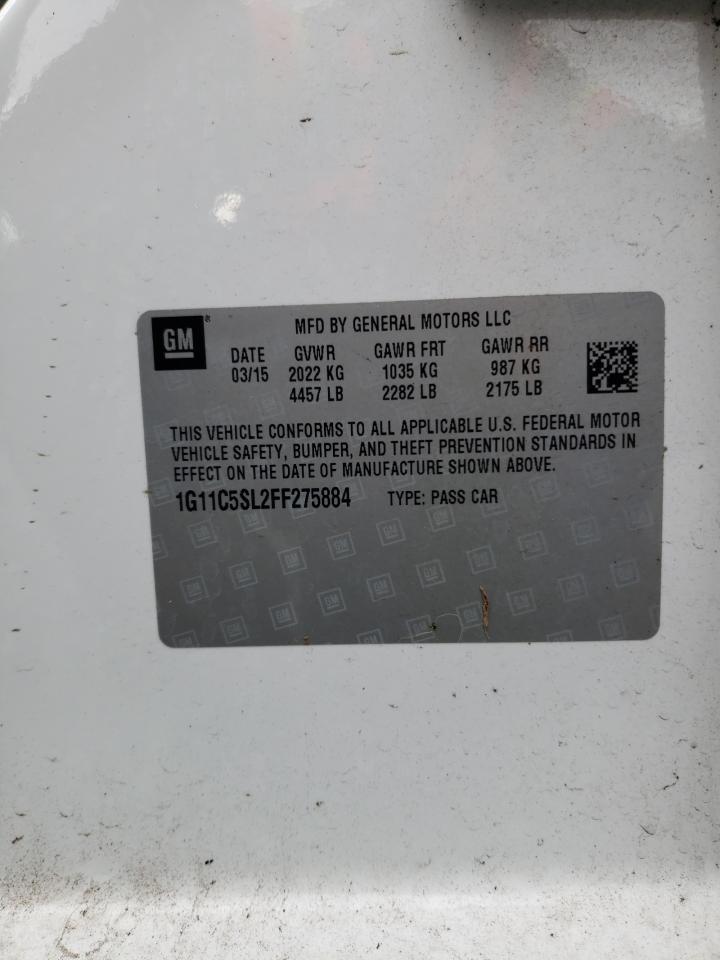 GM ®
MFD BY GENERAL MOTORS LLC
DATE GVWR GAWR FRT GAWR RR
03/15 2022 KG 1035 KG 987 KG
4457 LB 2282 LB 2175 LB
THIS VEHICLE CONFORMS TO ALL APPLICABLE U.S. FEDERAL MOTOR
VEHICLE SAFETY, BUMPER, AND THEFT PREVENTION STANDARDS IN
EFFECT ON THE DATE OF MANUFACTURE SHOWN ABOVE.
1G11C5SL2FF275884 TYPE: PASS CAR